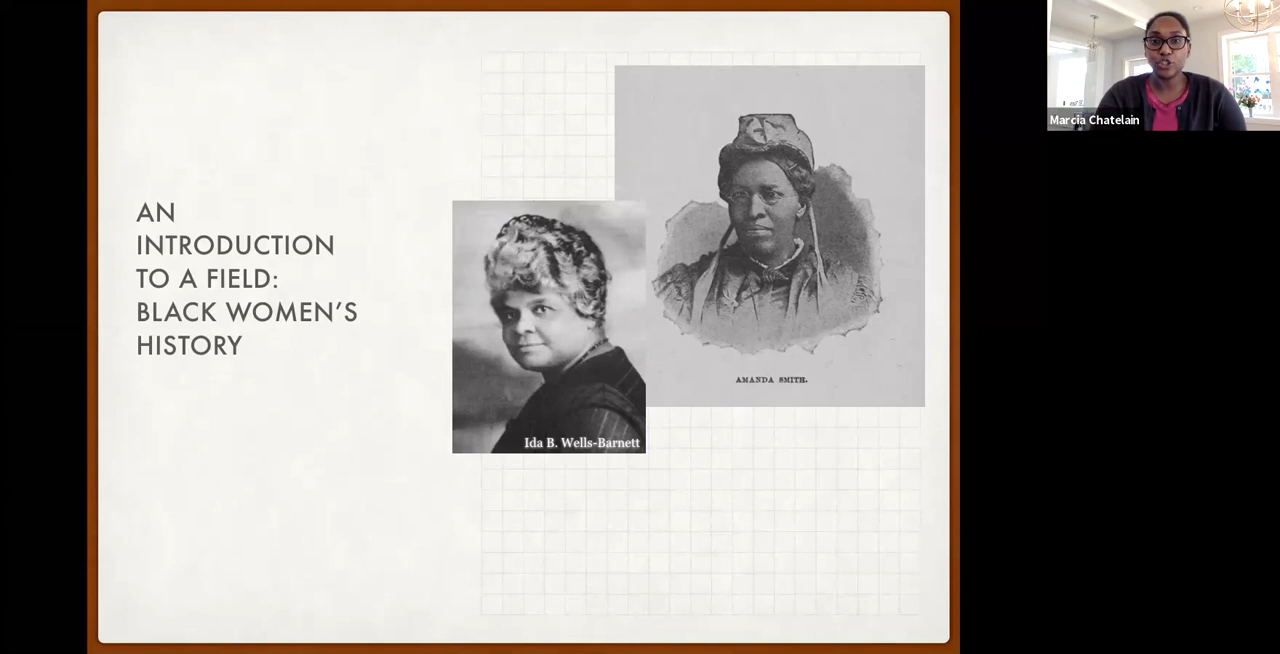 AN
INTRODUCTION
TO A FIELD:
BLACK WOMEN’S
HISTORY
Ida B. Wells-Barnett
AMANDA SMITH.
Marcia Chatelain